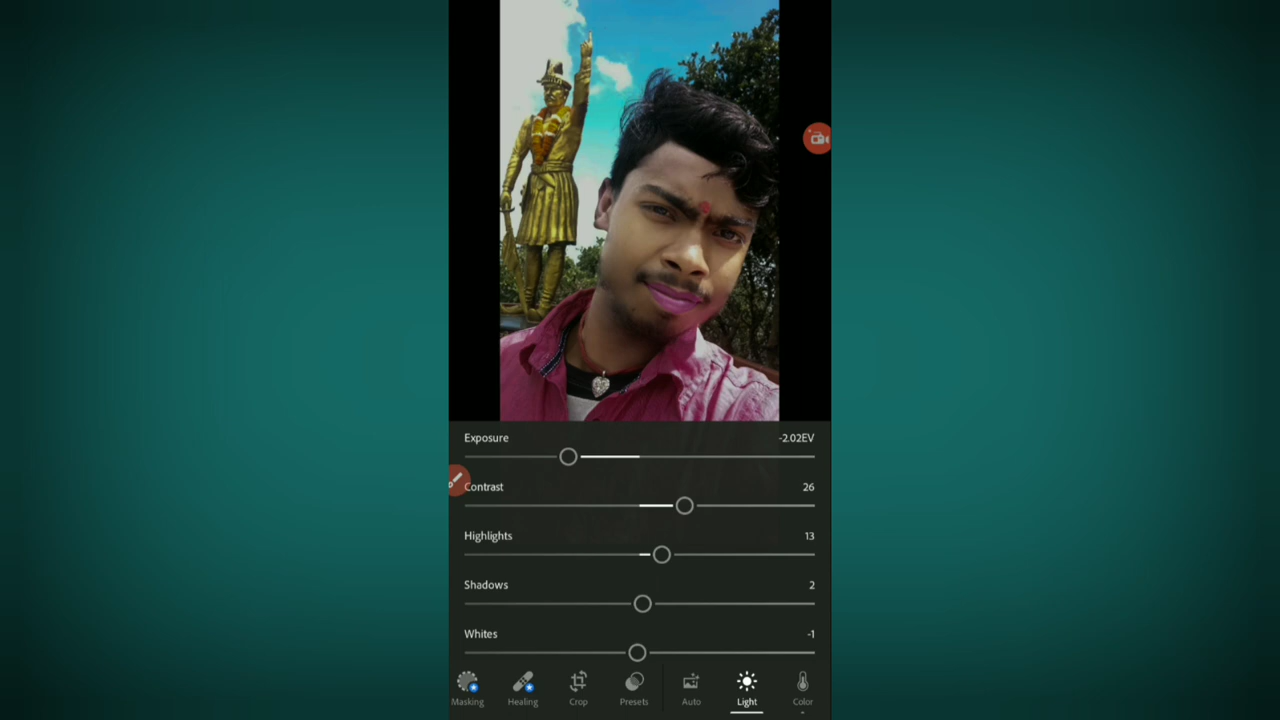 Exposure -2.02EV
Contrast 26
Highlights 13
Shadows 2
Whites -1
Masking Healing Crop Presets Auto Light Color